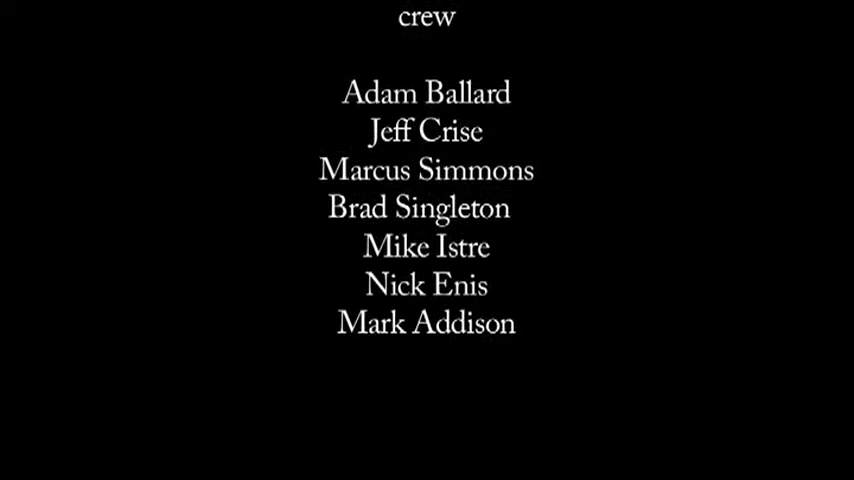 crew
Adam Ballard
Jeff Crise
Marcus Simmons
Brad Singleton
Mike Istre
Nick Enis
Mark Addison